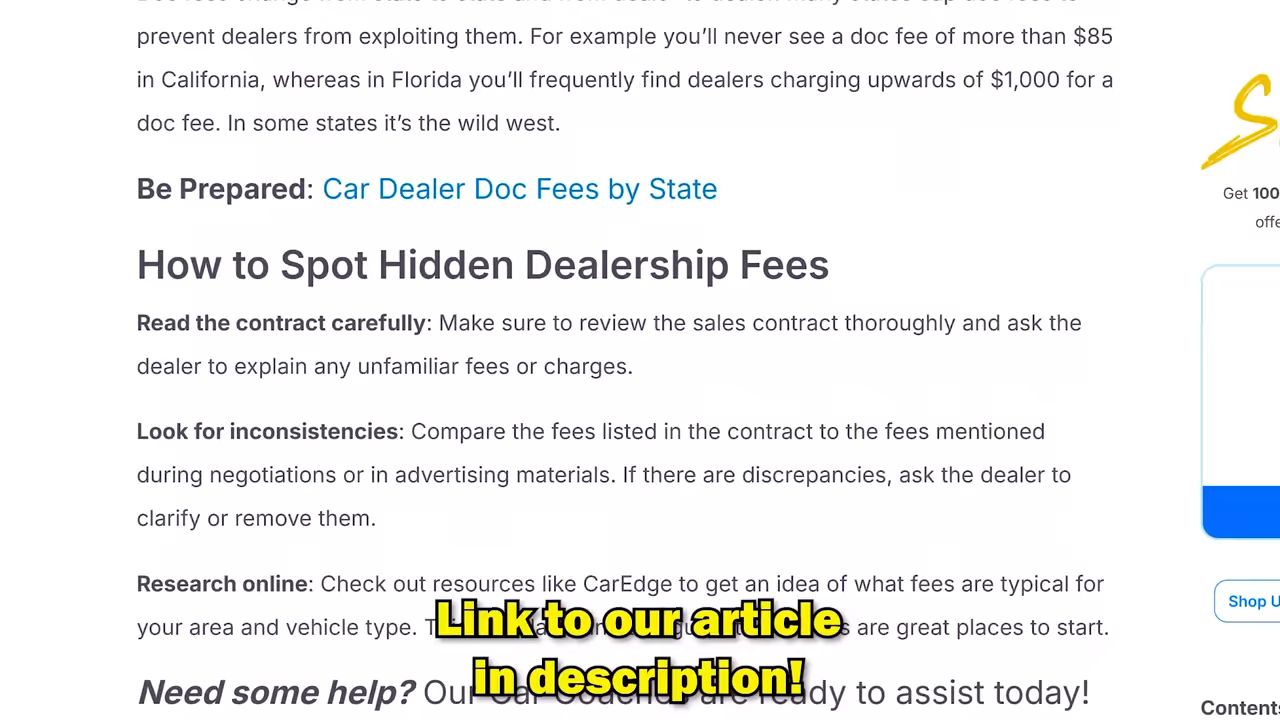 prevent dealers from exploiting them. For example you'll never see a doc fee of more than $85
in California, whereas in Florida you'll frequently find dealers charging upwards of $1,000 for a
doc fee. In some states it's the wild west.
Be Prepared: Car Dealer Doc Fees by State
How to Spot Hidden Dealership Fees
Read the contract carefully: Make sure to review the sales contract thoroughly and ask the
dealer to explain any unfamiliar fees or charges.
Look for inconsistencies: Compare the fees listed in the contract to the fees mentioned
during negotiations or in advertising materials. If there are discrepancies, ask the dealer to
clarify or remove them.
Research online: Check out resources like CarEdge to get an idea of what fees are typical for
your area and vehicle type. are great places to start.
Need some help? Our Car are ready to assist today!
Link to our article
in description!
Get 100
Shop U
Contents